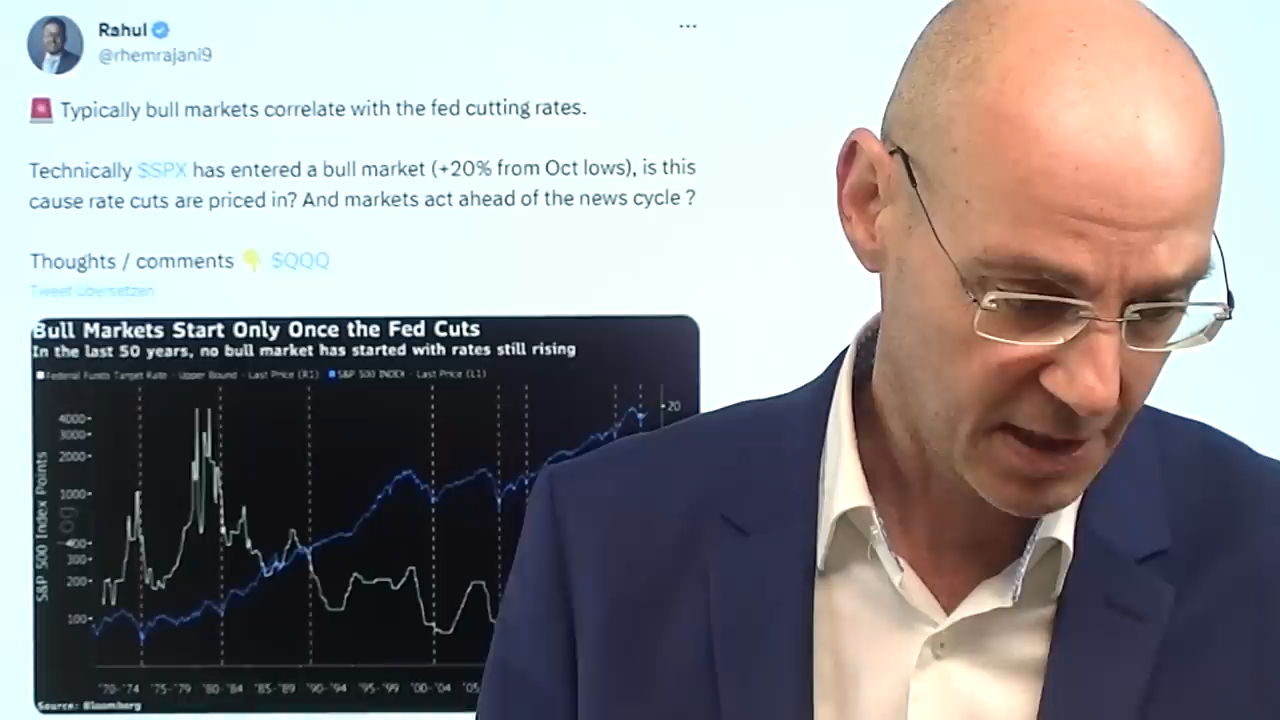 Rahul
@rhemrajani9
Typically bull markets correlate with the fed cutting rates.
Technically $SPX has entered a bull market (+20% from Oct lows), is this
cause rate cuts are priced in? And markets act ahead of the news cycle ?
Thoughts / comments $QQQ
Tweet übersetzen
Bull Markets Start Only Once the Fed Cuts
In the last 50 years, no bull market has started with rates still rising
Federal Funds Target Rate - Upper Bound - Last Price (R1) S&P 500 INDEX - Last Price (L1)
20
4000
3000
2000
1000
400
300
200
100
S&P 500 Index Points
Log
'70-'74 '75-'79 '80-'84 '85-'89 '90-'94 '95-'99 '00-'04 '05
Source: Bloomberg